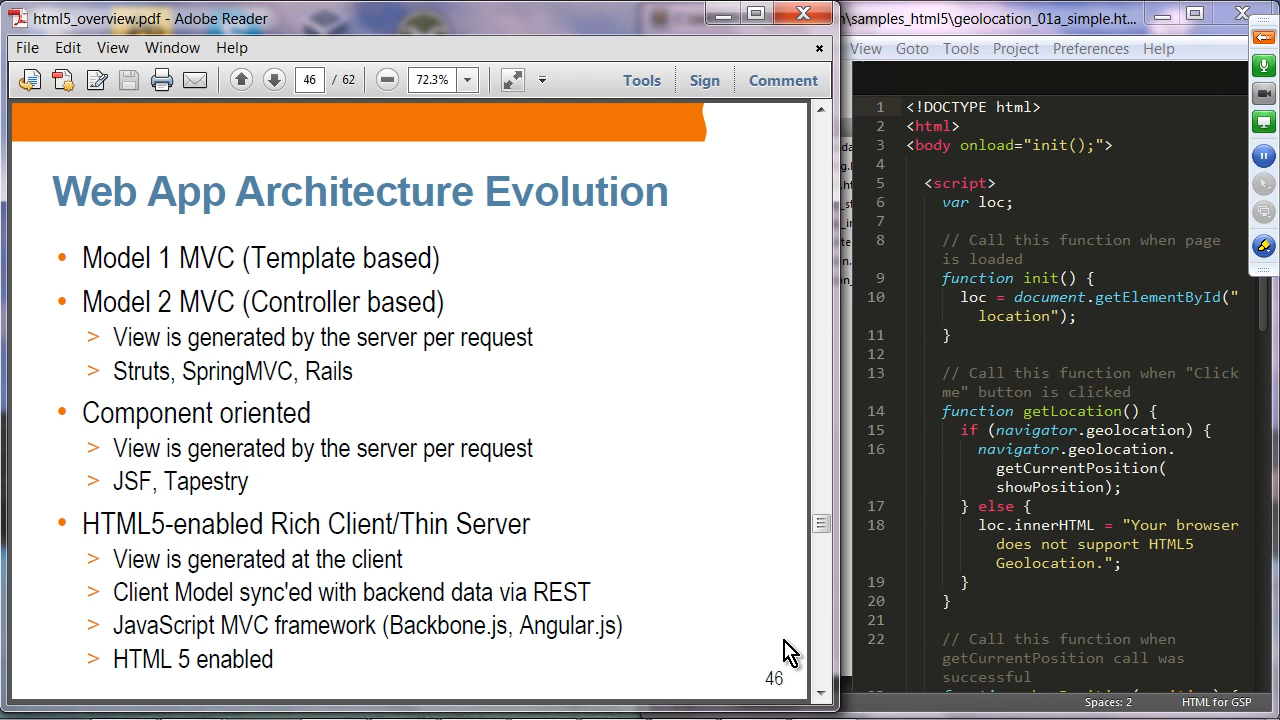 html5_overview.pdf - Adobe Reader
File Edit View Window Help
46 / 62 72.3% Tools Sign Comment
Web App Architecture Evolution
• Model 1 MVC (Template based)
• Model 2 MVC (Controller based)
> View is generated by the server per request
> Struts, SpringMVC, Rails
• Component oriented
> View is generated by the server per request
> JSF, Tapestry
• HTML5-enabled Rich Client/Thin Server
> View is generated at the client
> Client Model sync'ed with backend data via REST
> JavaScript MVC framework (Backbone.js, Angular.js)
> HTML 5 enabled
46
\samples_html5\geolocation_01a_simple.ht...
View Goto Tools Project Preferences Help
1 <!DOCTYPE html>
2 <html>
3 <body onload="init();">
4
5 <script>
6 var loc;
7
8 // Call this function when page
is loaded
9 function init() {
10 loc = document.getElementById("
location");
11 }
12
13 // Call this function when "Click
me" button is clicked
14 function getLocation() {
15 if (navigator.geolocation) {
16 navigator.geolocation.
getCurrentPosition(
showPosition);
17 } else {
18 loc.innerHTML = "Your browser
does not support HTML5
Geolocation.";
19 }
20 }
21
22 // Call this function when
getCurrentPosition call was
successful
Spaces: 2 HTML for GSP